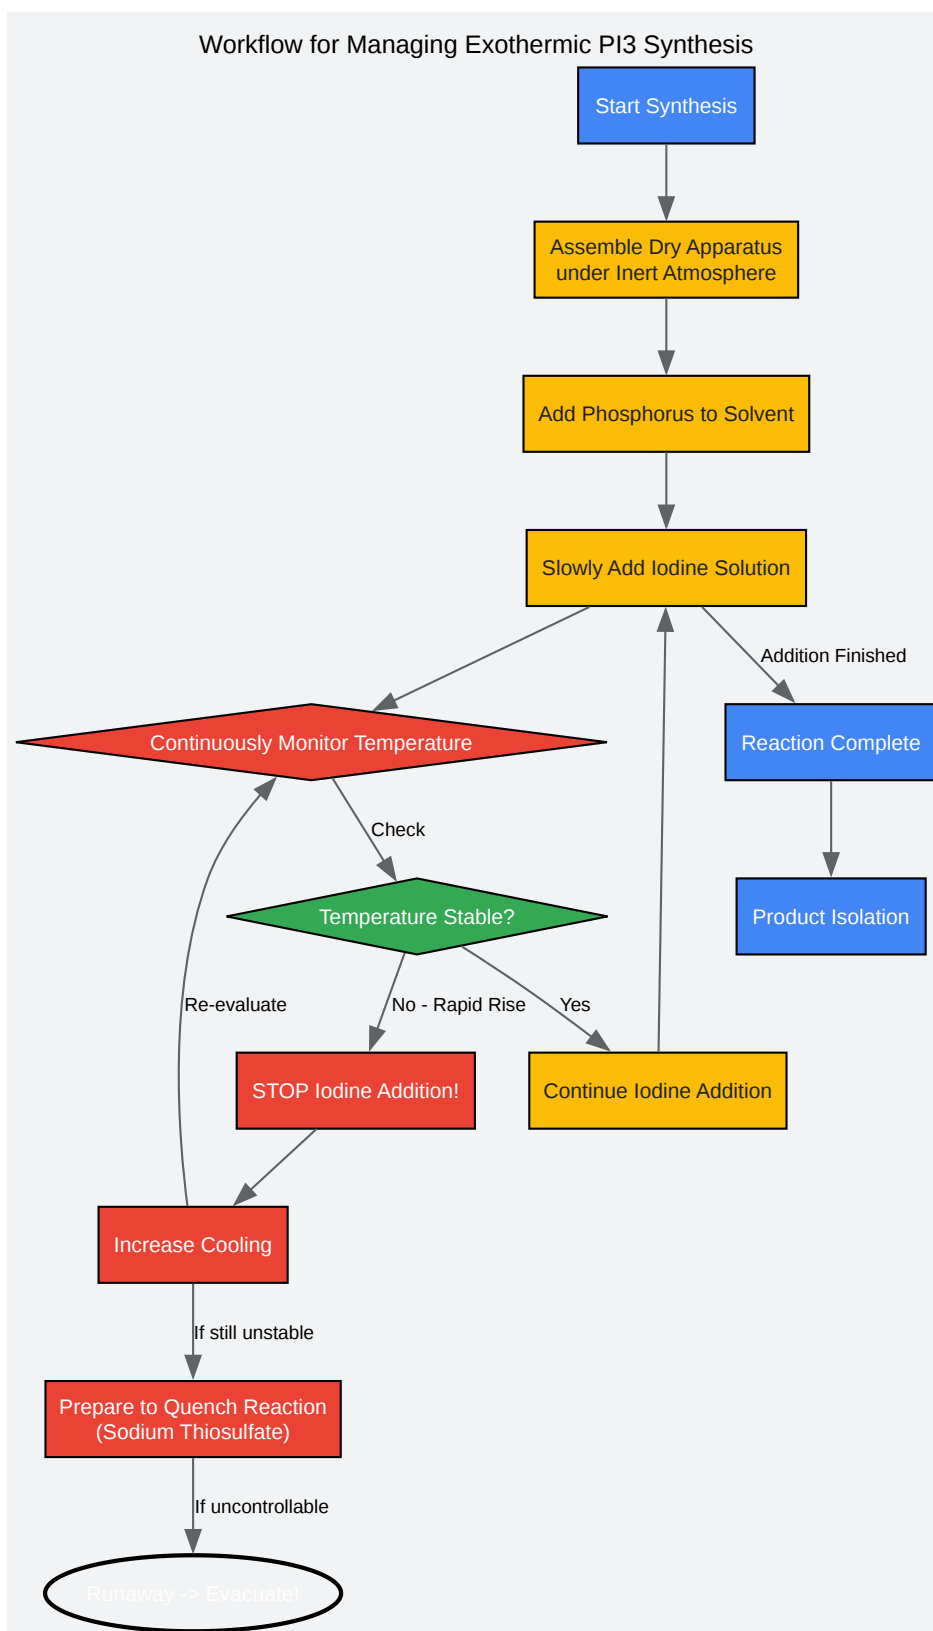 Workflow for Managing Exothermic PI3 Synthesis
Start Synthesis
Assemble Dry Apparatus
under Inert Atmosphere
Add Phosphorus to Solvent
Slowly Add Iodine Solution
Addition Finished
Continuously Monitor Temperature
Reaction Complete
Check
Temperature Stable?
Product Isolation
Re-evaluate
No - Rapid Rise
Yes
STOP Iodine Addition!
Continue Iodine Addition
Increase Cooling
If still unstable
Prepare to Quench Reaction
(Sodium Thiosulfate)
If uncontrollable
Runaway -> Evacuate!